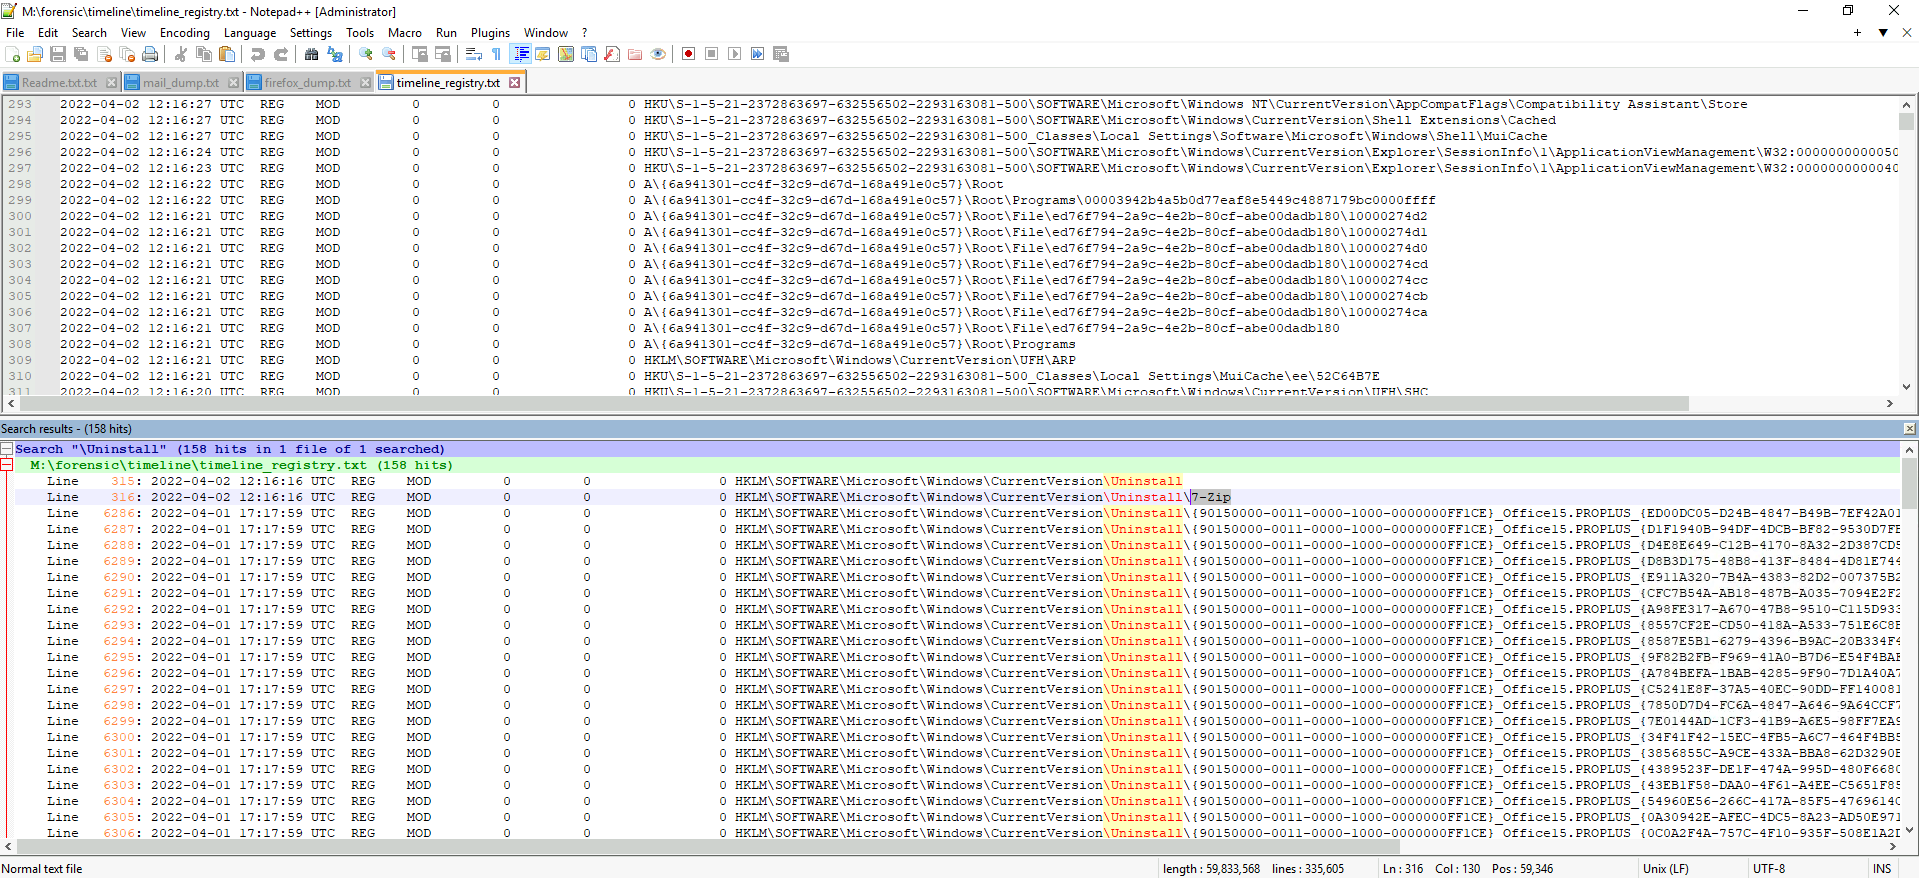 M:\forensic\timeline\timeline_registry.txt - Notepad++ [Administrator]
File Edit Search View Encoding Language Settings Tools Macro Run Plugins Window ?
Readme.txt.txt mail_dump.txt firefox_dump.txt timeline_registry.txt
293 2022-04-02 12:16:27 UTC REG MOD 0 0 0 HKU\S-1-5-21-2372863697-632556502-2293163081-500\SOFTWARE\Microsoft\Windows NT\CurrentVersion\AppCompatFlags\Compatibility Assistant\Store
294 2022-04-02 12:16:27 UTC REG MOD 0 0 0 HKU\S-1-5-21-2372863697-632556502-2293163081-500\SOFTWARE\Microsoft\Windows\CurrentVersion\Shell Extensions\Cached
295 2022-04-02 12:16:27 UTC REG MOD 0 0 0 HKU\S-1-5-21-2372863697-632556502-2293163081-500_Classes\Local Settings\Software\Microsoft\Windows\Shell\MuiCache
296 2022-04-02 12:16:24 UTC REG MOD 0 0 0 HKU\S-1-5-21-2372863697-632556502-2293163081-500\SOFTWARE\Microsoft\Windows\CurrentVersion\Explorer\SessionInfo\1\ApplicationViewManagement\W32:0000000000050
297 2022-04-02 12:16:23 UTC REG MOD 0 0 0 HKU\S-1-5-21-2372863697-632556502-2293163081-500\SOFTWARE\Microsoft\Windows\CurrentVersion\Explorer\SessionInfo\1\ApplicationViewManagement\W32:0000000000040
298 2022-04-02 12:16:22 UTC REG MOD 0 0 0 A\{6a941301-cc4f-32c9-d67d-168a491e0c57}\Root
299 2022-04-02 12:16:22 UTC REG MOD 0 0 0 A\{6a941301-cc4f-32c9-d67d-168a491e0c57}\Root\Programs\00003942b4a5b0d77eaf8e5449c4887179bc0000ffff
300 2022-04-02 12:16:21 UTC REG MOD 0 0 0 A\{6a941301-cc4f-32c9-d67d-168a491e0c57}\Root\File\ed76f794-2a9c-4e2b-80cf-abe00dadb180\10000274d2
301 2022-04-02 12:16:21 UTC REG MOD 0 0 0 A\{6a941301-cc4f-32c9-d67d-168a491e0c57}\Root\File\ed76f794-2a9c-4e2b-80cf-abe00dadb180\10000274d1
302 2022-04-02 12:16:21 UTC REG MOD 0 0 0 A\{6a941301-cc4f-32c9-d67d-168a491e0c57}\Root\File\ed76f794-2a9c-4e2b-80cf-abe00dadb180\10000274d0
303 2022-04-02 12:16:21 UTC REG MOD 0 0 0 A\{6a941301-cc4f-32c9-d67d-168a491e0c57}\Root\File\ed76f794-2a9c-4e2b-80cf-abe00dadb180\10000274cd
304 2022-04-02 12:16:21 UTC REG MOD 0 0 0 A\{6a941301-cc4f-32c9-d67d-168a491e0c57}\Root\File\ed76f794-2a9c-4e2b-80cf-abe00dadb180\10000274cc
305 2022-04-02 12:16:21 UTC REG MOD 0 0 0 A\{6a941301-cc4f-32c9-d67d-168a491e0c57}\Root\File\ed76f794-2a9c-4e2b-80cf-abe00dadb180\10000274cb
306 2022-04-02 12:16:21 UTC REG MOD 0 0 0 A\{6a941301-cc4f-32c9-d67d-168a491e0c57}\Root\File\ed76f794-2a9c-4e2b-80cf-abe00dadb180\10000274ca
307 2022-04-02 12:16:21 UTC REG MOD 0 0 0 A\{6a941301-cc4f-32c9-d67d-168a491e0c57}\Root\File\ed76f794-2a9c-4e2b-80cf-abe00dadb180
308 2022-04-02 12:16:21 UTC REG MOD 0 0 0 A\{6a941301-cc4f-32c9-d67d-168a491e0c57}\Root\Programs
309 2022-04-02 12:16:21 UTC REG MOD 0 0 0 HKLM\SOFTWARE\Microsoft\Windows\CurrentVersion\UFH\ARP
310 2022-04-02 12:16:21 UTC REG MOD 0 0 0 HKU\S-1-5-21-2372863697-632556502-2293163081-500_Classes\Local Settings\MuiCache\ee\52C64B7E
311 2022-04-02 12:16:20 UTC REG MOD 0 0 0 HKU\S-1-5-21-2372863697-632556502-2293163081-500\SOFTWARE\Microsoft\Windows\CurrentVersion\UFH\SHC
Search results - (158 hits)
Search "\Uninstall" (158 hits in 1 file of 1 searched)
M:\forensic\timeline\timeline_registry.txt (158 hits)
Line 315: 2022-04-02 12:16:16 UTC REG MOD 0 0 0 HKLM\SOFTWARE\Microsoft\Windows\CurrentVersion\Uninstall
Line 316: 2022-04-02 12:16:16 UTC REG MOD 0 0 0 HKLM\SOFTWARE\Microsoft\Windows\CurrentVersion\Uninstall\7-Zip
Line 6286: 2022-04-01 17:17:59 UTC REG MOD 0 0 0 HKLM\SOFTWARE\Microsoft\Windows\CurrentVersion\Uninstall\{90150000-0011-0000-1000-0000000FF1CE}_Office15.PROPLUS_{ED00DC05-D24B-4847-B49B-7EF42A01
Line 6287: 2022-04-01 17:17:59 UTC REG MOD 0 0 0 HKLM\SOFTWARE\Microsoft\Windows\CurrentVersion\Uninstall\{90150000-0011-0000-1000-0000000FF1CE}_Office15.PROPLUS_{D1F1940B-94DF-4DCB-BF82-9530D7FB
Line 6288: 2022-04-01 17:17:59 UTC REG MOD 0 0 0 HKLM\SOFTWARE\Microsoft\Windows\CurrentVersion\Uninstall\{90150000-0011-0000-1000-0000000FF1CE}_Office15.PROPLUS_{D4E8E649-C12B-4170-8A32-2D387CD5
Line 6289: 2022-04-01 17:17:59 UTC REG MOD 0 0 0 HKLM\SOFTWARE\Microsoft\Windows\CurrentVersion\Uninstall\{90150000-0011-0000-1000-0000000FF1CE}_Office15.PROPLUS_{D8B3D175-48B8-413F-8484-4D81E744
Line 6290: 2022-04-01 17:17:59 UTC REG MOD 0 0 0 HKLM\SOFTWARE\Microsoft\Windows\CurrentVersion\Uninstall\{90150000-0011-0000-1000-0000000FF1CE}_Office15.PROPLUS_{E911A320-7B4A-4383-82D2-007375B2
Line 6291: 2022-04-01 17:17:59 UTC REG MOD 0 0 0 HKLM\SOFTWARE\Microsoft\Windows\CurrentVersion\Uninstall\{90150000-0011-0000-1000-0000000FF1CE}_Office15.PROPLUS_{CFC7B54A-AB18-487B-A035-7094E2F2
Line 6292: 2022-04-01 17:17:59 UTC REG MOD 0 0 0 HKLM\SOFTWARE\Microsoft\Windows\CurrentVersion\Uninstall\{90150000-0011-0000-1000-0000000FF1CE}_Office15.PROPLUS_{A98FE317-A670-47B8-9510-C115D933
Line 6293: 2022-04-01 17:17:59 UTC REG MOD 0 0 0 HKLM\SOFTWARE\Microsoft\Windows\CurrentVersion\Uninstall\{90150000-0011-0000-1000-0000000FF1CE}_Office15.PROPLUS_{8557CF2E-CD50-418A-A533-751E6C8E
Line 6294: 2022-04-01 17:17:59 UTC REG MOD 0 0 0 HKLM\SOFTWARE\Microsoft\Windows\CurrentVersion\Uninstall\{90150000-0011-0000-1000-0000000FF1CE}_Office15.PROPLUS_{8587E5B1-6279-4396-B9AC-20B334F4
Line 6295: 2022-04-01 17:17:59 UTC REG MOD 0 0 0 HKLM\SOFTWARE\Microsoft\Windows\CurrentVersion\Uninstall\{90150000-0011-0000-1000-0000000FF1CE}_Office15.PROPLUS_{9F82B2FB-F969-41A0-B7D6-E54F4BAE
Line 6296: 2022-04-01 17:17:59 UTC REG MOD 0 0 0 HKLM\SOFTWARE\Microsoft\Windows\CurrentVersion\Uninstall\{90150000-0011-0000-1000-0000000FF1CE}_Office15.PROPLUS_{A784BEFA-1BAB-4285-9F90-7D1A40A7
Line 6297: 2022-04-01 17:17:59 UTC REG MOD 0 0 0 HKLM\SOFTWARE\Microsoft\Windows\CurrentVersion\Uninstall\{90150000-0011-0000-1000-0000000FF1CE}_Office15.PROPLUS_{C5241E8F-37A5-40EC-90DD-FF140081
Line 6298: 2022-04-01 17:17:59 UTC REG MOD 0 0 0 HKLM\SOFTWARE\Microsoft\Windows\CurrentVersion\Uninstall\{90150000-0011-0000-1000-0000000FF1CE}_Office15.PROPLUS_{7850D7D4-FC6A-4847-A646-9A64CCF7
Line 6299: 2022-04-01 17:17:59 UTC REG MOD 0 0 0 HKLM\SOFTWARE\Microsoft\Windows\CurrentVersion\Uninstall\{90150000-0011-0000-1000-0000000FF1CE}_Office15.PROPLUS_{7E0144AD-1CF3-41B9-A6E5-98FF7EA9
Line 6300: 2022-04-01 17:17:59 UTC REG MOD 0 0 0 HKLM\SOFTWARE\Microsoft\Windows\CurrentVersion\Uninstall\{90150000-0011-0000-1000-0000000FF1CE}_Office15.PROPLUS_{34F41F42-15EC-4FB5-A6C7-464F4BB5
Line 6301: 2022-04-01 17:17:59 UTC REG MOD 0 0 0 HKLM\SOFTWARE\Microsoft\Windows\CurrentVersion\Uninstall\{90150000-0011-0000-1000-0000000FF1CE}_Office15.PROPLUS_{3856855C-A9CE-433A-BBA8-62D3290E
Line 6302: 2022-04-01 17:17:59 UTC REG MOD 0 0 0 HKLM\SOFTWARE\Microsoft\Windows\CurrentVersion\Uninstall\{90150000-0011-0000-1000-0000000FF1CE}_Office15.PROPLUS_{4389523F-DE1F-474A-995D-480F6680
Line 6303: 2022-04-01 17:17:59 UTC REG MOD 0 0 0 HKLM\SOFTWARE\Microsoft\Windows\CurrentVersion\Uninstall\{90150000-0011-0000-1000-0000000FF1CE}_Office15.PROPLUS_{43EB1F58-DAA0-4F61-A4EE-C5651F85
Line 6304: 2022-04-01 17:17:59 UTC REG MOD 0 0 0 HKLM\SOFTWARE\Microsoft\Windows\CurrentVersion\Uninstall\{90150000-0011-0000-1000-0000000FF1CE}_Office15.PROPLUS_{54960E56-266C-417A-85F5-4769614C
Line 6305: 2022-04-01 17:17:59 UTC REG MOD 0 0 0 HKLM\SOFTWARE\Microsoft\Windows\CurrentVersion\Uninstall\{90150000-0011-0000-1000-0000000FF1CE}_Office15.PROPLUS_{0A30942E-AFEC-4DC5-8A23-AD50E971
Line 6306: 2022-04-01 17:17:59 UTC REG MOD 0 0 0 HKLM\SOFTWARE\Microsoft\Windows\CurrentVersion\Uninstall\{90150000-0011-0000-1000-0000000FF1CE}_Office15.PROPLUS_{0C0A2F4A-757C-4F10-935F-508E1A2D
Normal text file length : 59,833,568 lines : 335,605 Ln : 316 Col : 130 Pos : 59,346 Unix (LF) UTF-8 INS